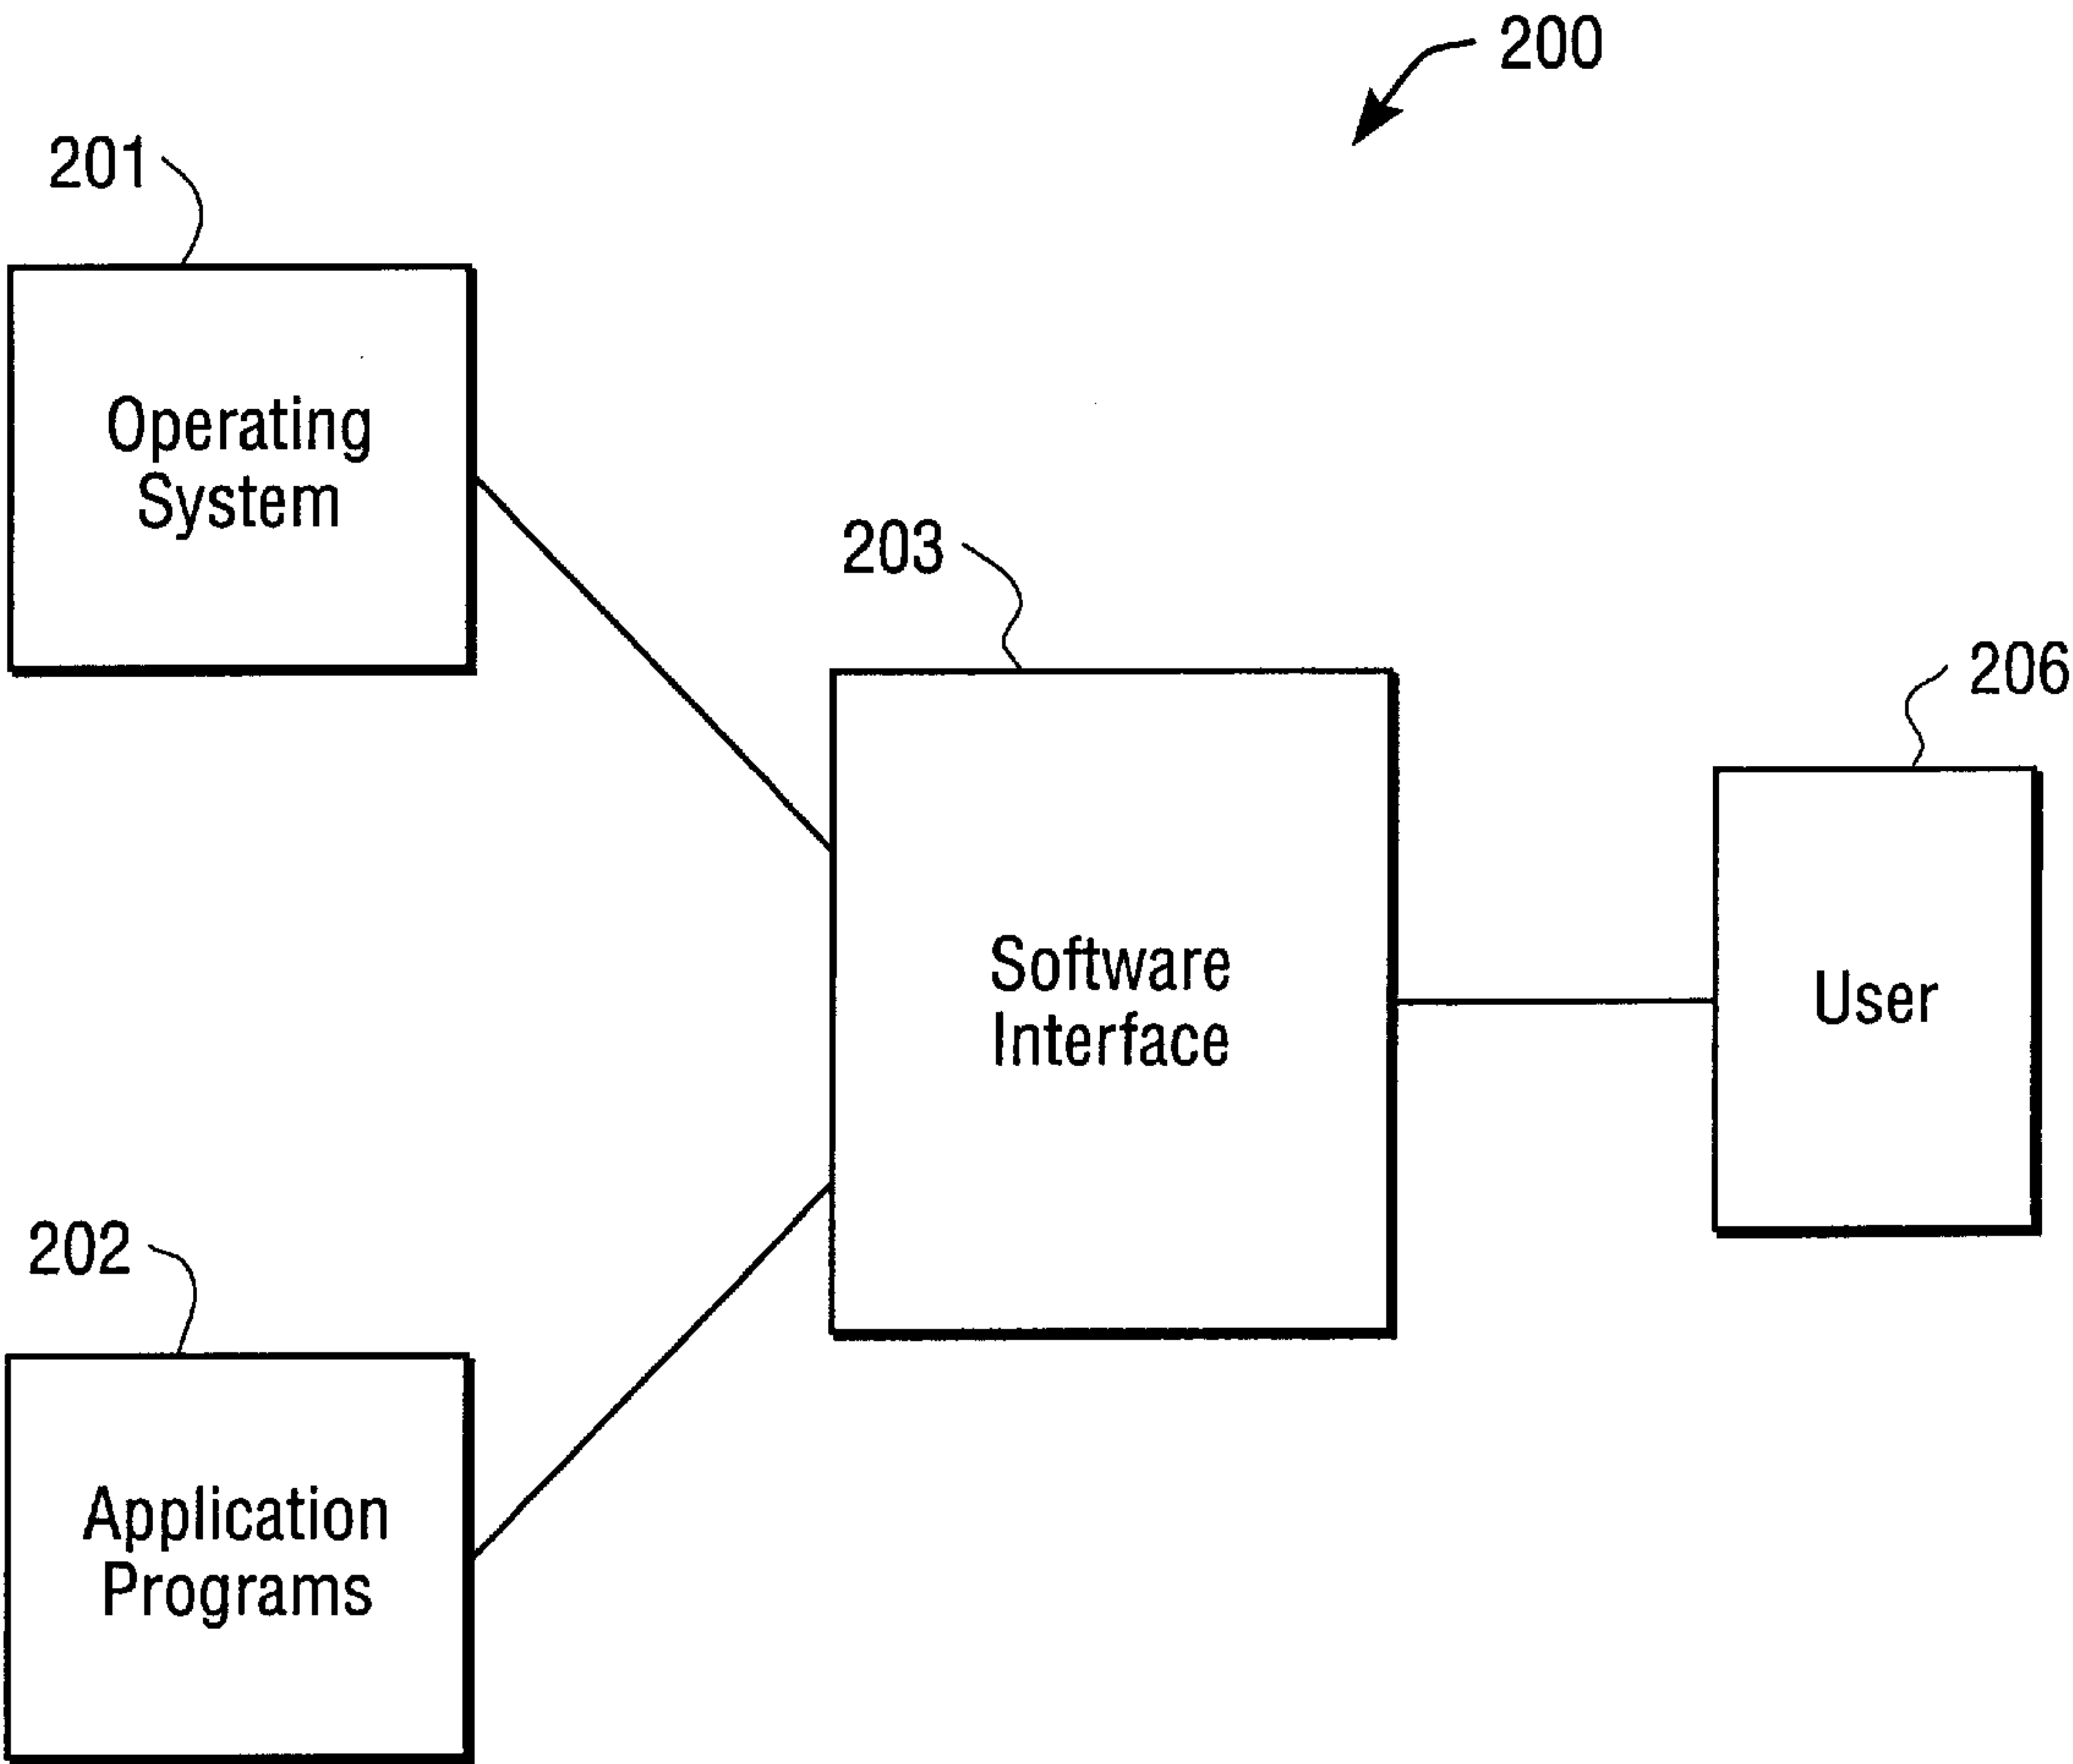 200
201
Operating
System
203
206
Software
Interface
User
202
Application
Programs